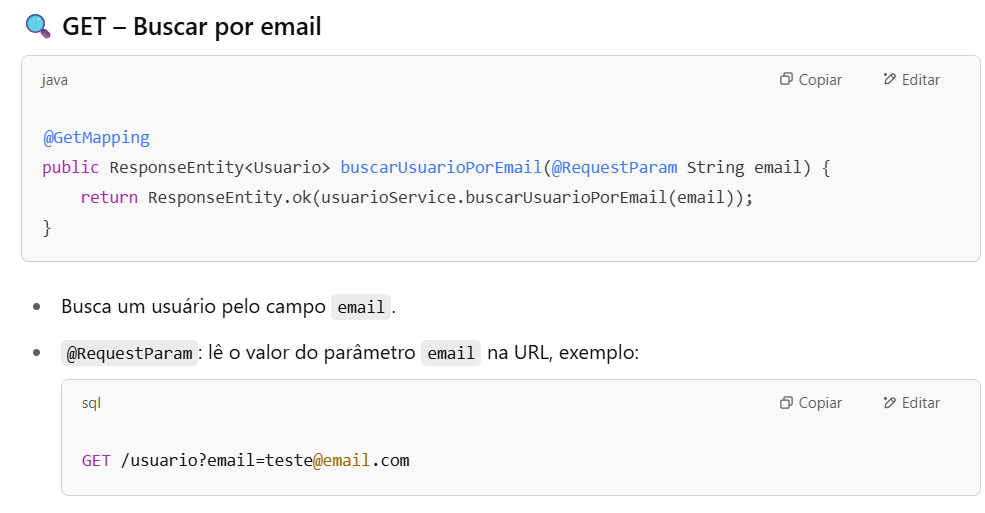 🔍 GET – Buscar por email
java
Copiar
Editar
@GetMapping
public ResponseEntity<Usuario> buscarUsuarioPorEmail(@RequestParam String email) {
    return ResponseEntity.ok(usuarioService.buscarUsuarioPorEmail(email));
}
• Busca um usuário pelo campo email.
• @RequestParam: lê o valor do parâmetro email na URL, exemplo:
sql
Copiar
Editar
GET /usuario?email=teste@email.com